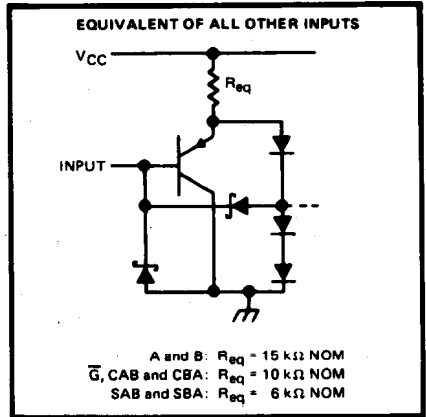 EQUIVALENT OF ALL OTHER INPUTS
VCC
Req
INPUT
A and B: Req = 15 kΩ NOM
G̅, CAB and CBA: Req = 10 kΩ NOM
SAB and SBA: Req = 6 kΩ NOM